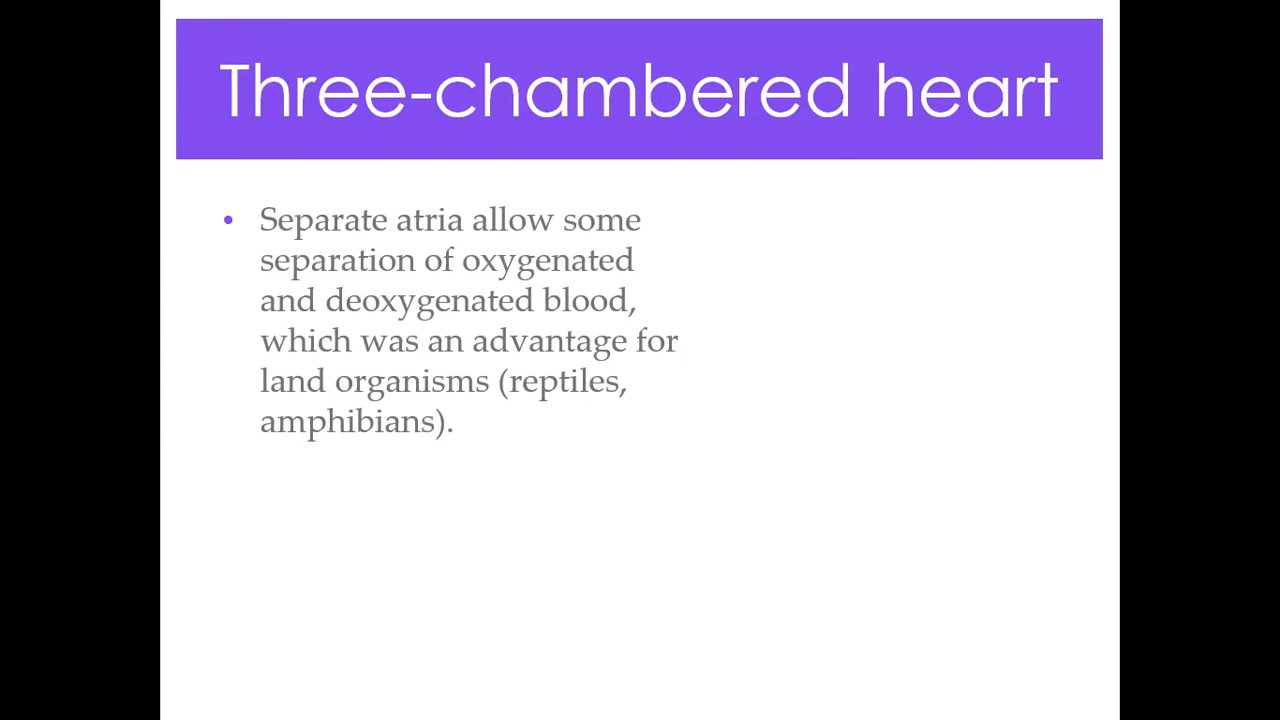 Three-chambered heart
• Separate atria allow some
separation of oxygenated
and deoxygenated blood,
which was an advantage for
land organisms (reptiles,
amphibians).